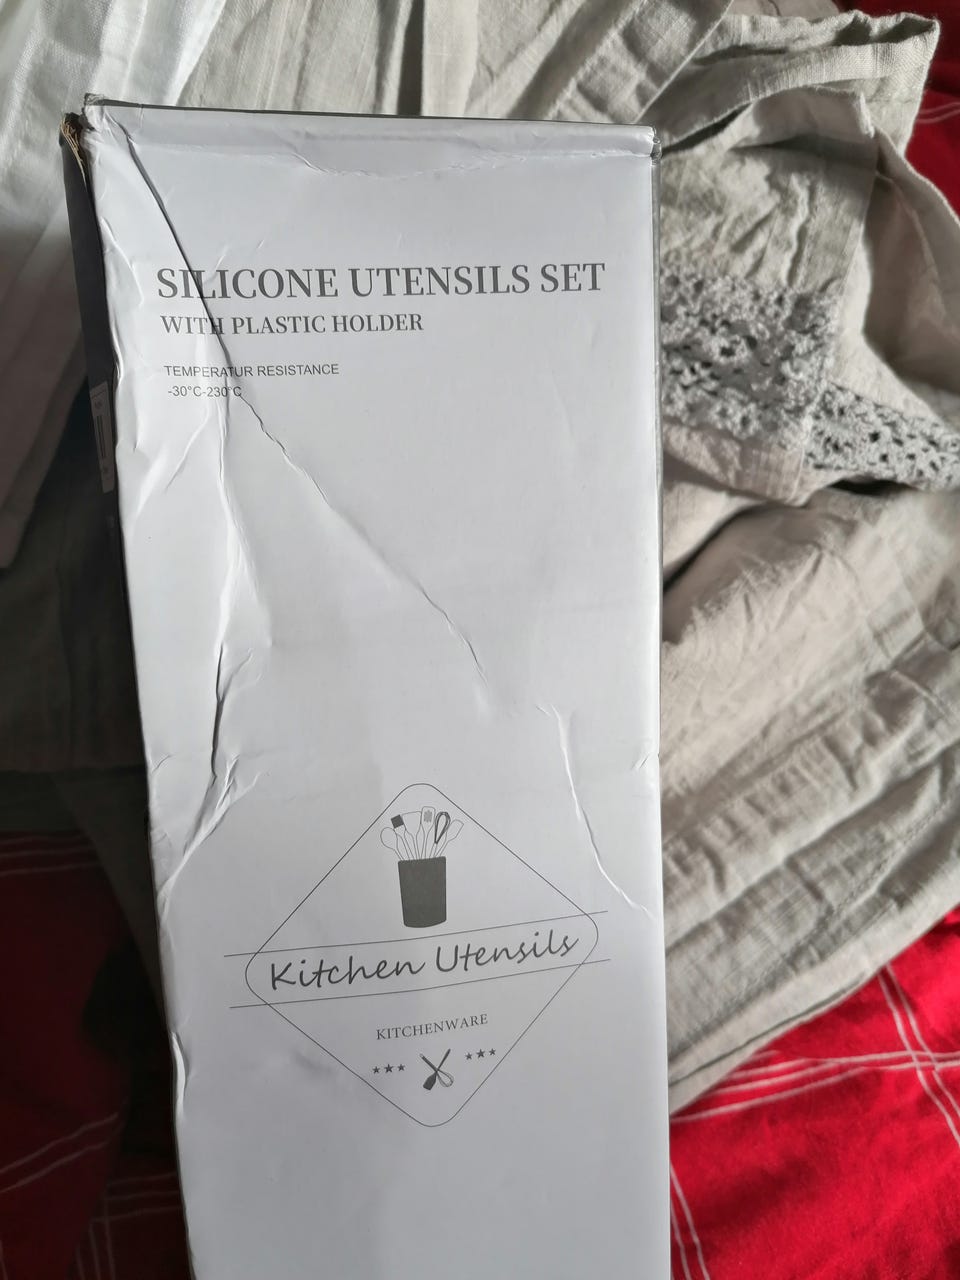 SILICONE UTENSILS SET
WITH PLASTIC HOLDER
TEMPERATUR RESISTANCE
-30°C-230°C
Kitchen Utensils
KITCHENWARE